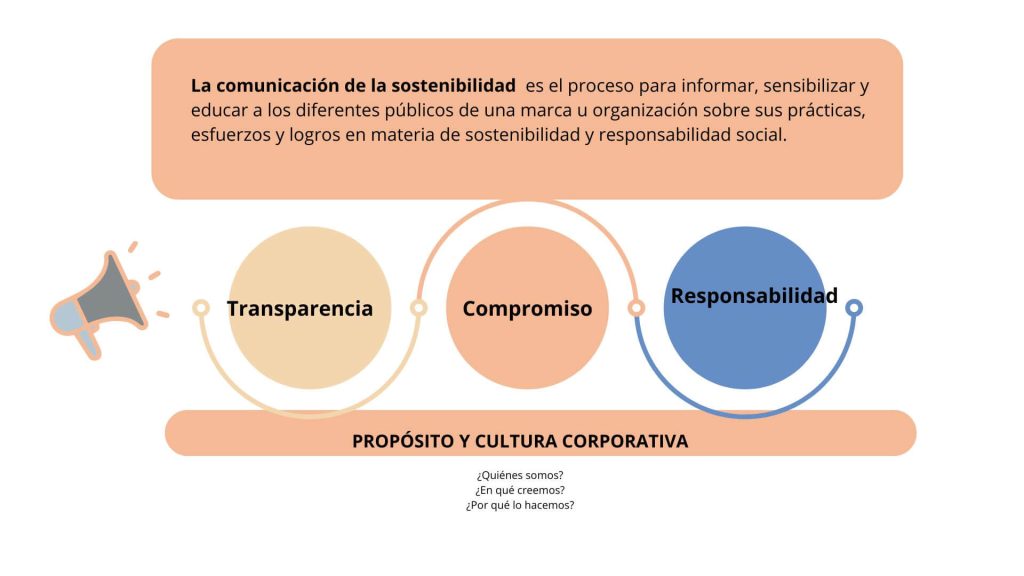 La comunicación de la sostenibilidad es el proceso para informar, sensibilizar y
educar a los diferentes públicos de una marca u organización sobre sus prácticas,
esfuerzos y logros en materia de sostenibilidad y responsabilidad social.
Transparencia
Compromiso
Responsabilidad
PROPÓSITO Y CULTURA CORPORATIVA
¿Quiénes somos?
¿En qué creemos?
¿Por qué lo hacemos?